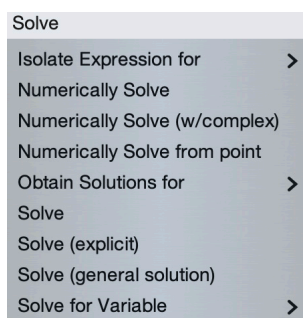 Solve
Isolate Expression for
Numerically Solve
Numerically Solve (w/complex)
Numerically Solve from point
Obtain Solutions for
Solve
Solve (explicit)
Solve (general solution)
Solve for Variable